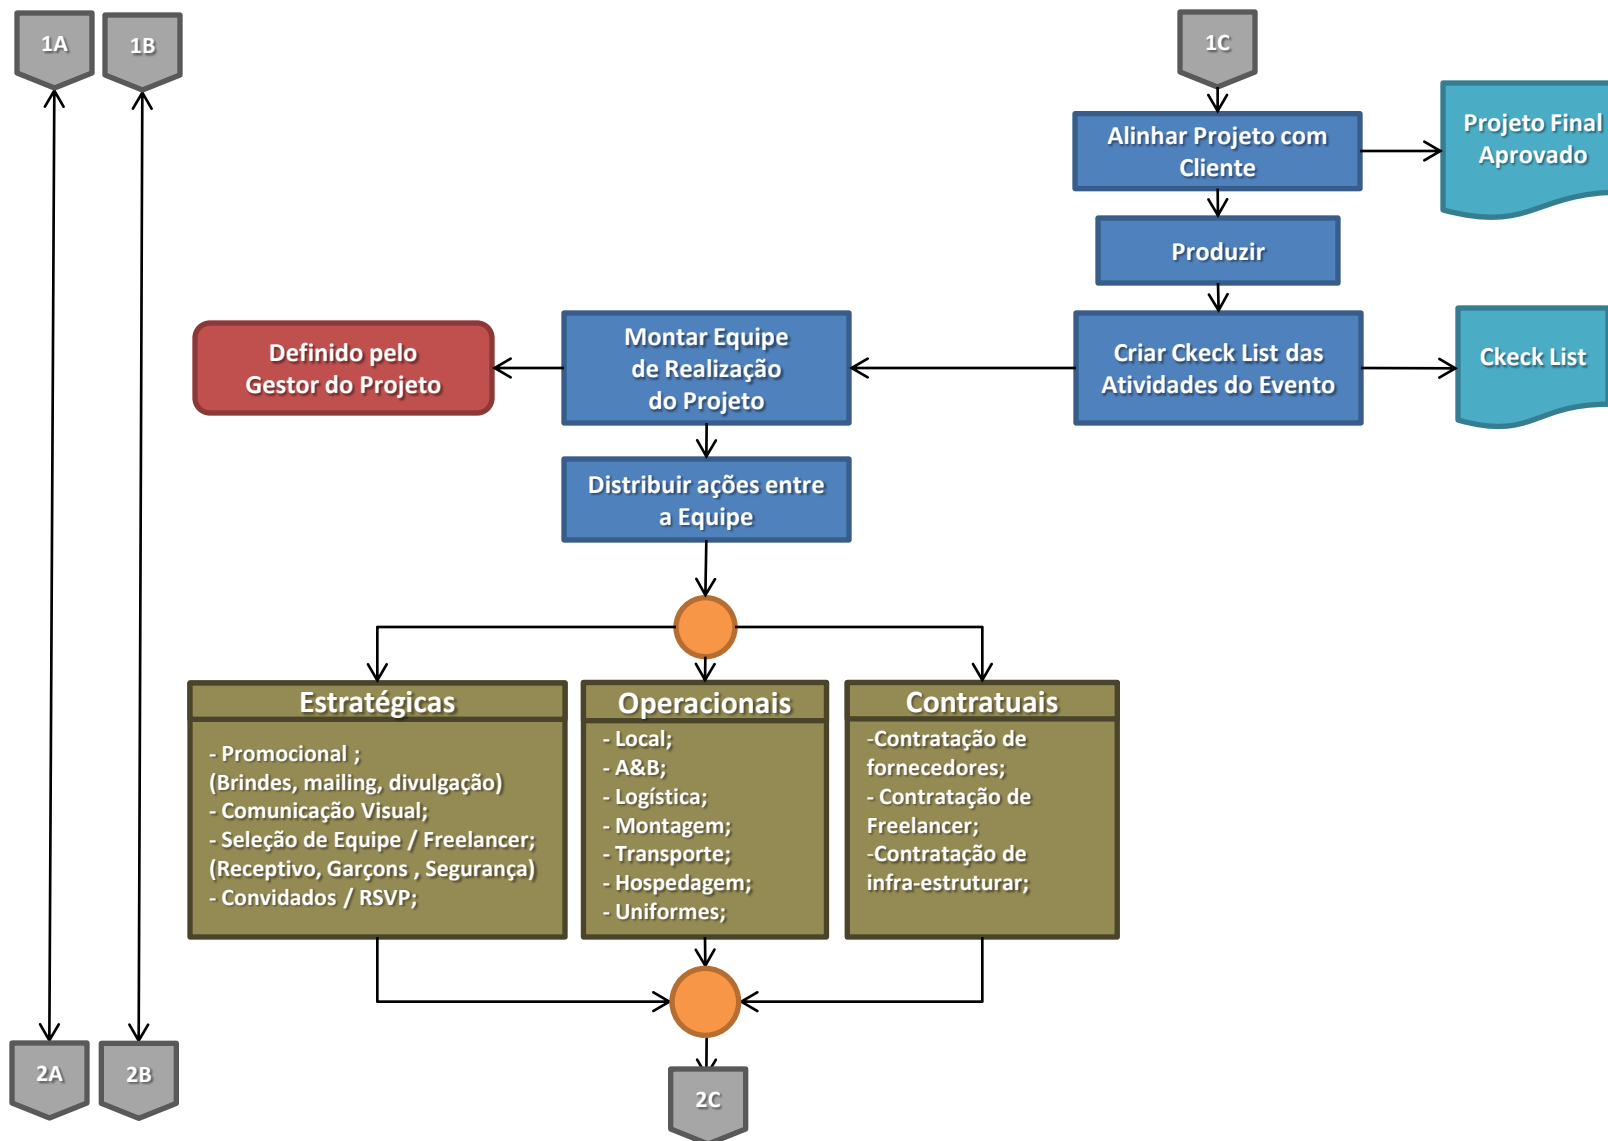 1A
1B
1C
Alinhar Projeto com
Cliente
Projeto Final
Aprovado
Produzir
Definido pelo
Gestor do Projeto
Montar Equipe
de Realização
do Projeto
Criar Ckeck List das
Atividades do Evento
Ckeck List
Distribuir ações entre
a Equipe
Estratégicas
- Promocional ;
(Brindes, mailing, divulgação)
- Comunicação Visual;
- Seleção de Equipe / Freelancer;
(Receptivo, Garçons , Segurança)
- Convidados / RSVP;
Operacionais
- Local;
- A&B;
- Logística;
- Montagem;
- Transporte;
- Hospedagem;
- Uniformes;
Contratuais
-Contratação de
fornecedores;
- Contratação de
Freelancer;
-Contratação de
infra-estruturar;
2A
2B
2C